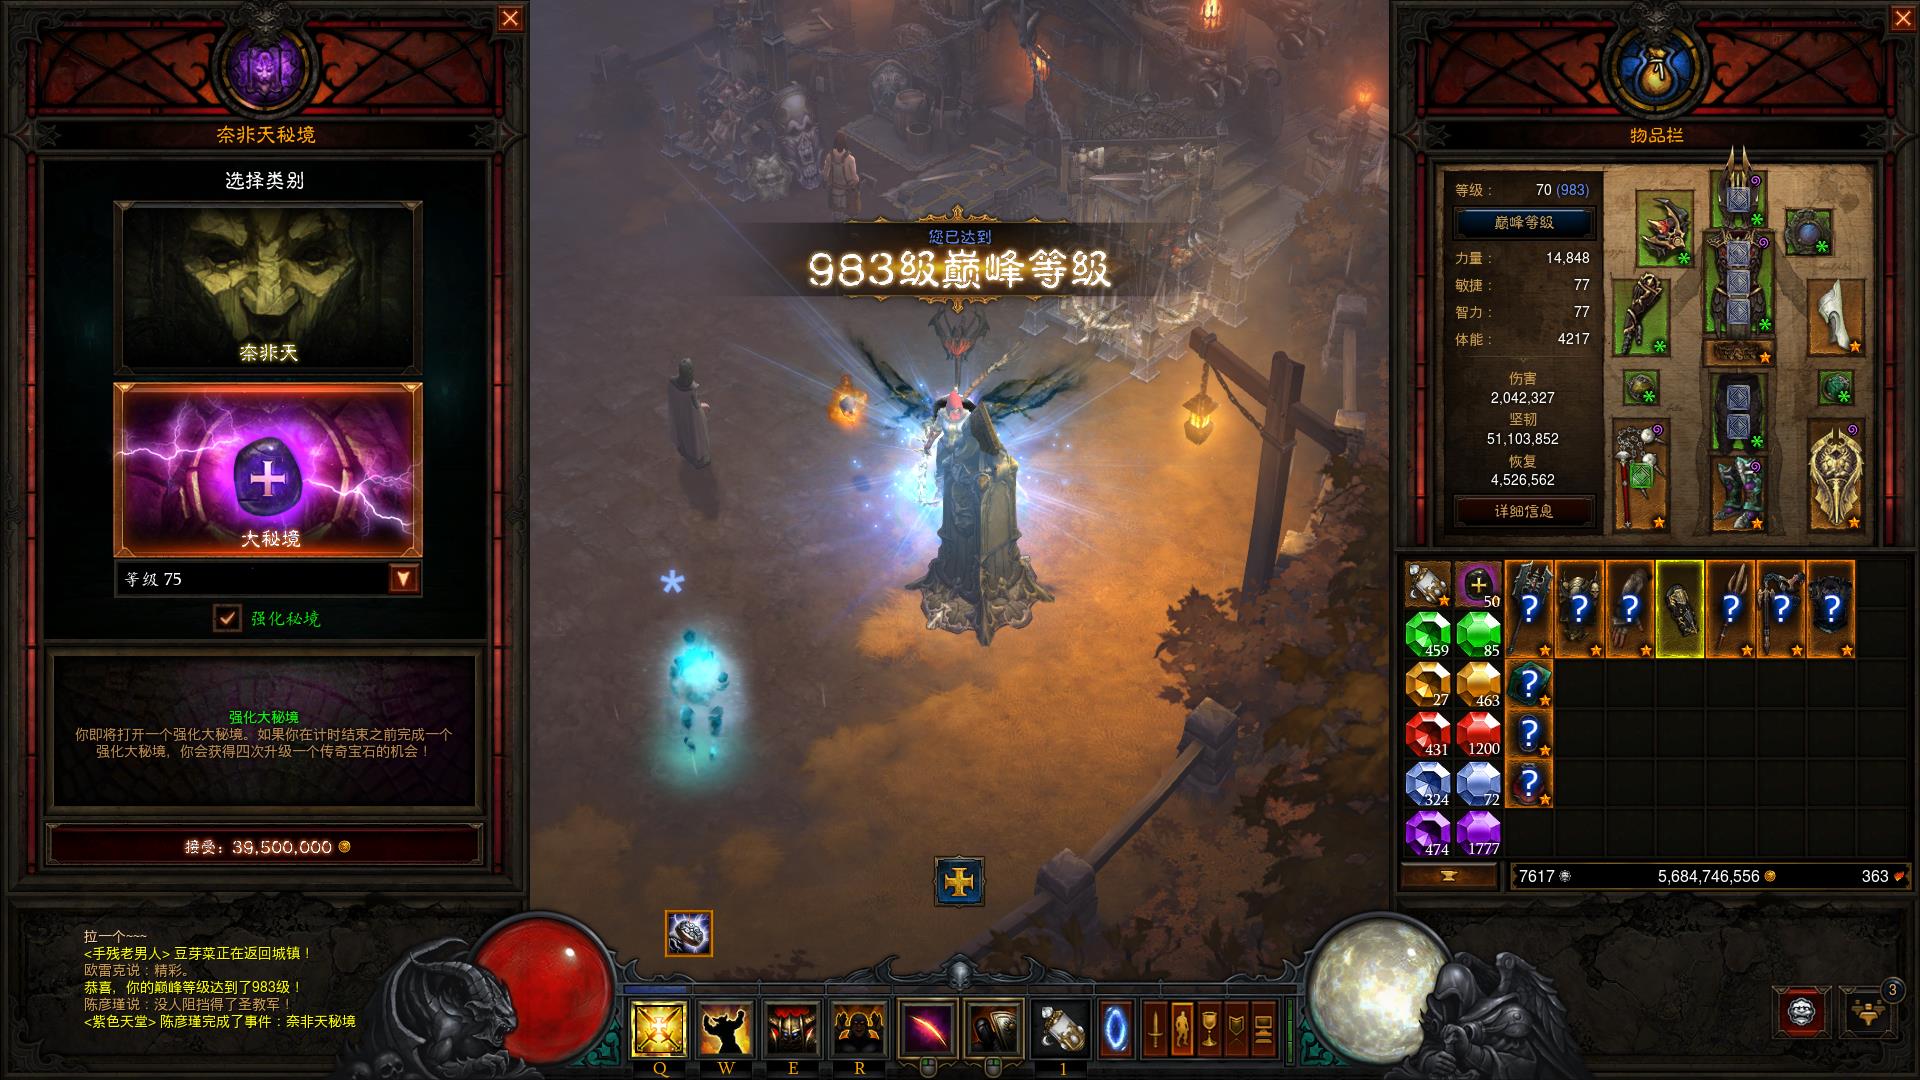 奈非天秘境
选择类别
奈非天
大秘境
等级 75
强化秘境
强化大秘境
你即将打开一个强化大秘境。如果你在计时结束之前完成一个
强化大秘境，你会获得四次升级一个传奇宝石的机会！
接受：39,500,000
拉一个~~~
<手残老男人> 豆芽菜正在返回城镇！
欧雷克说：精彩。
恭喜，你的巅峰等级达到了983级！
陈彦瑾说：没人阻挡得了圣教军！
<紫色天堂> 陈彦瑾完成了事件：奈非天秘境
您已达到
983级巅峰等级
Q
W
E
R
1
物品栏
等级： 70 (983)
巅峰等级
力量： 14,848
敏捷： 77
智力： 77
体能： 4217
伤害
2,042,327
坚韧
51,103,852
恢复
4,526,562
详细信息
50
? ? ? ? ? ?
459 85
27 463 ?
431 1200 ?
324 72 ?
474 1777
7617 5,684,746,556 363
3